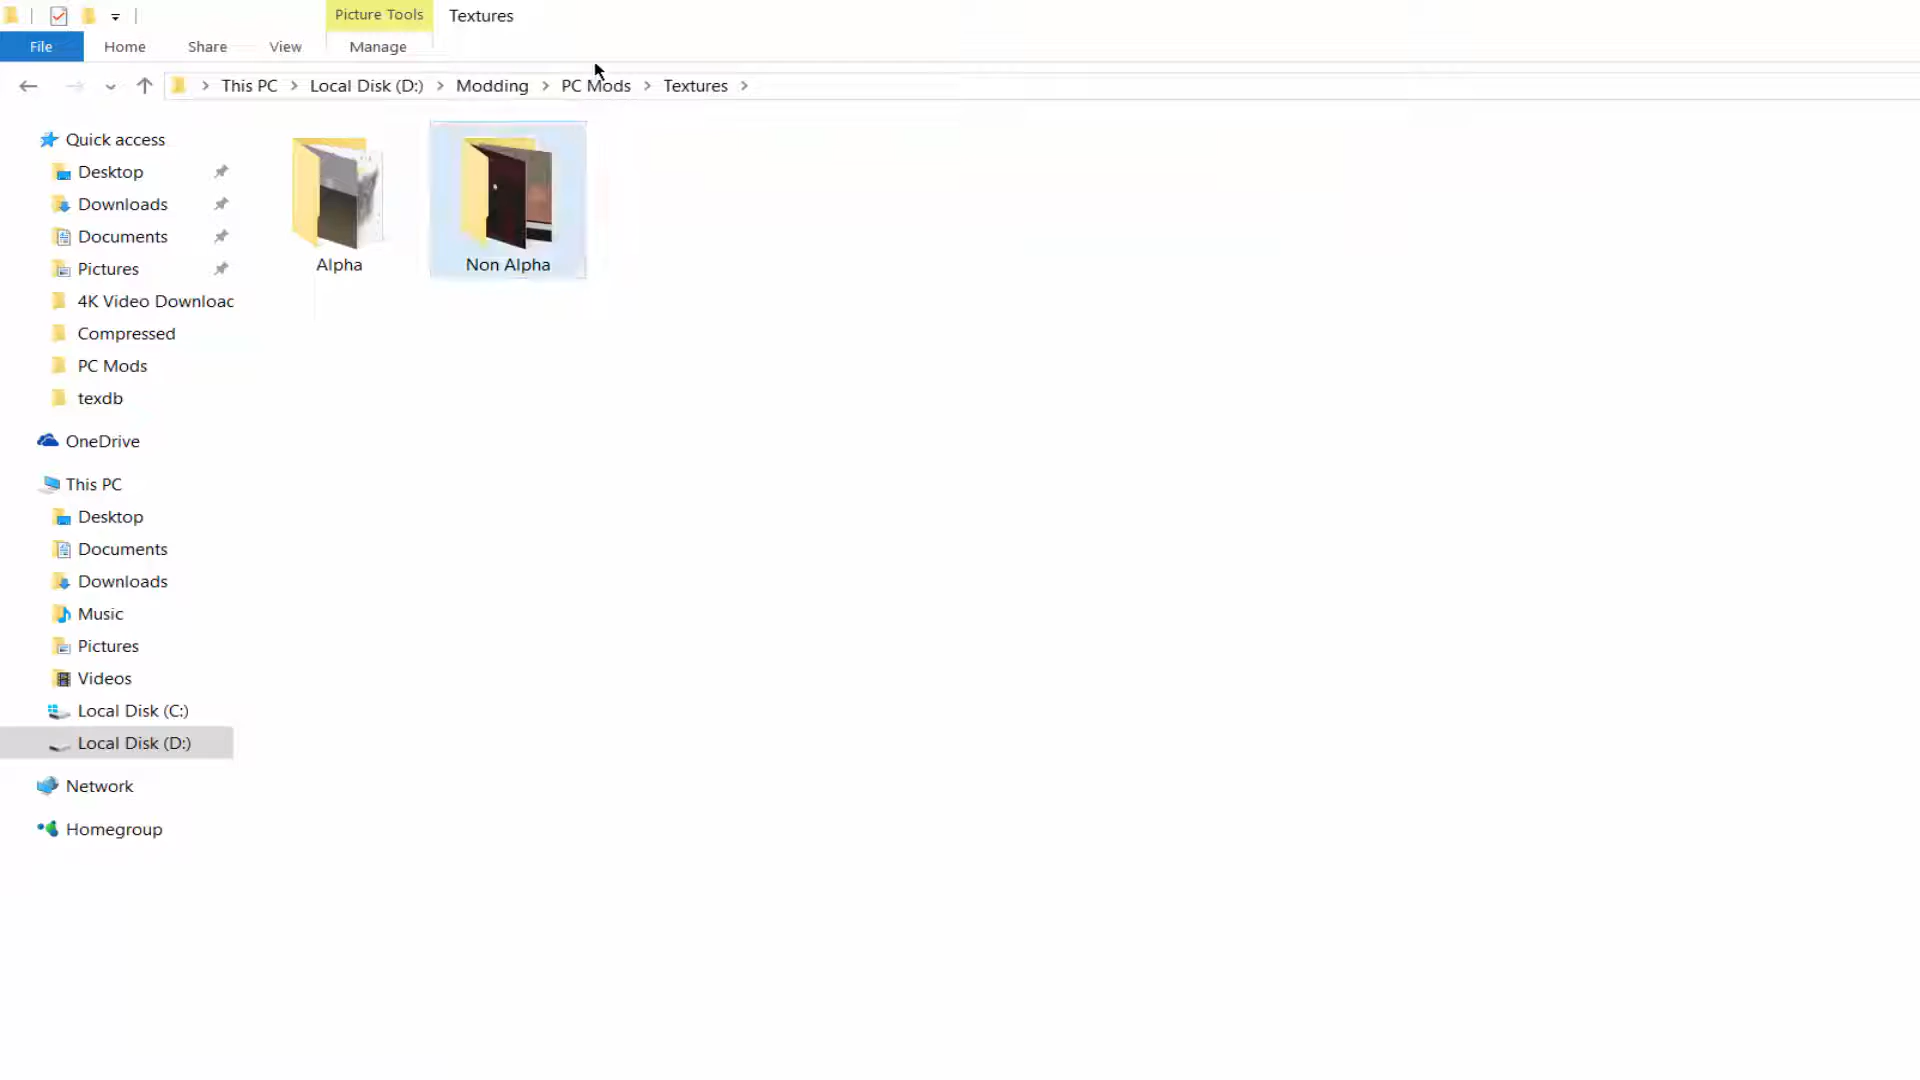 Picture Tools
Textures
File
Home
Share
View
Manage
This PC
Local Disk (D:)
Modding
PC Mods
Textures
Quick access
Desktop
Downloads
Documents
Pictures
4K Video Downloac
Compressed
PC Mods
texdb
OneDrive
This PC
Desktop
Documents
Downloads
Music
Pictures
Videos
Local Disk (C:)
Local Disk (D:)
Network
Homegroup
Alpha
Non Alpha